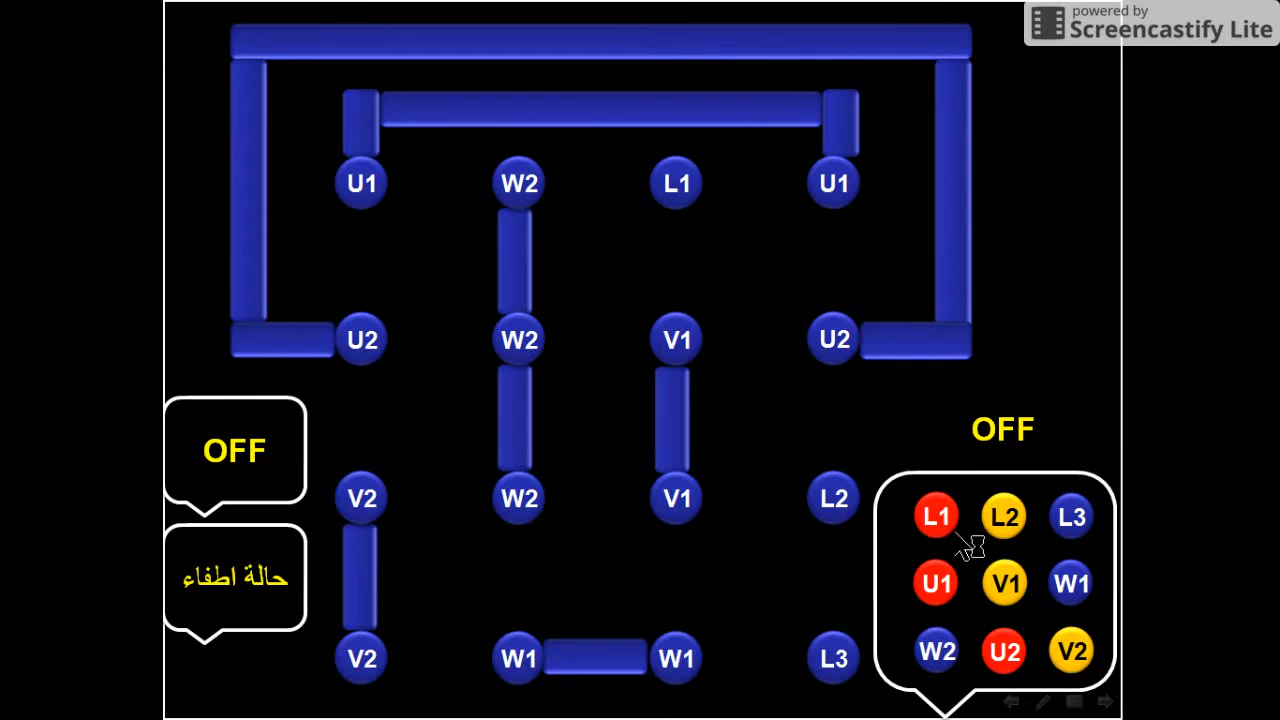 powered by
Screencastify Lite
U1 W2 L1 U1
U2 W2 V1 U2
OFF
OFF
V2 W2 V1 L2
L1 L2 L3
حالة اطفاء
U1 V1 W1
V2 W1 W1 L3
W2 U2 V2